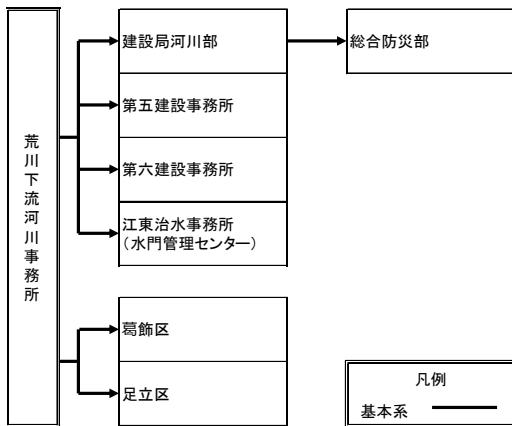 荒川下流河川事務所
建設局河川部
総合防災部
第五建設事務所
第六建設事務所
江東治水事務所
（水門管理センター）
葛飾区
足立区
凡例
基本系